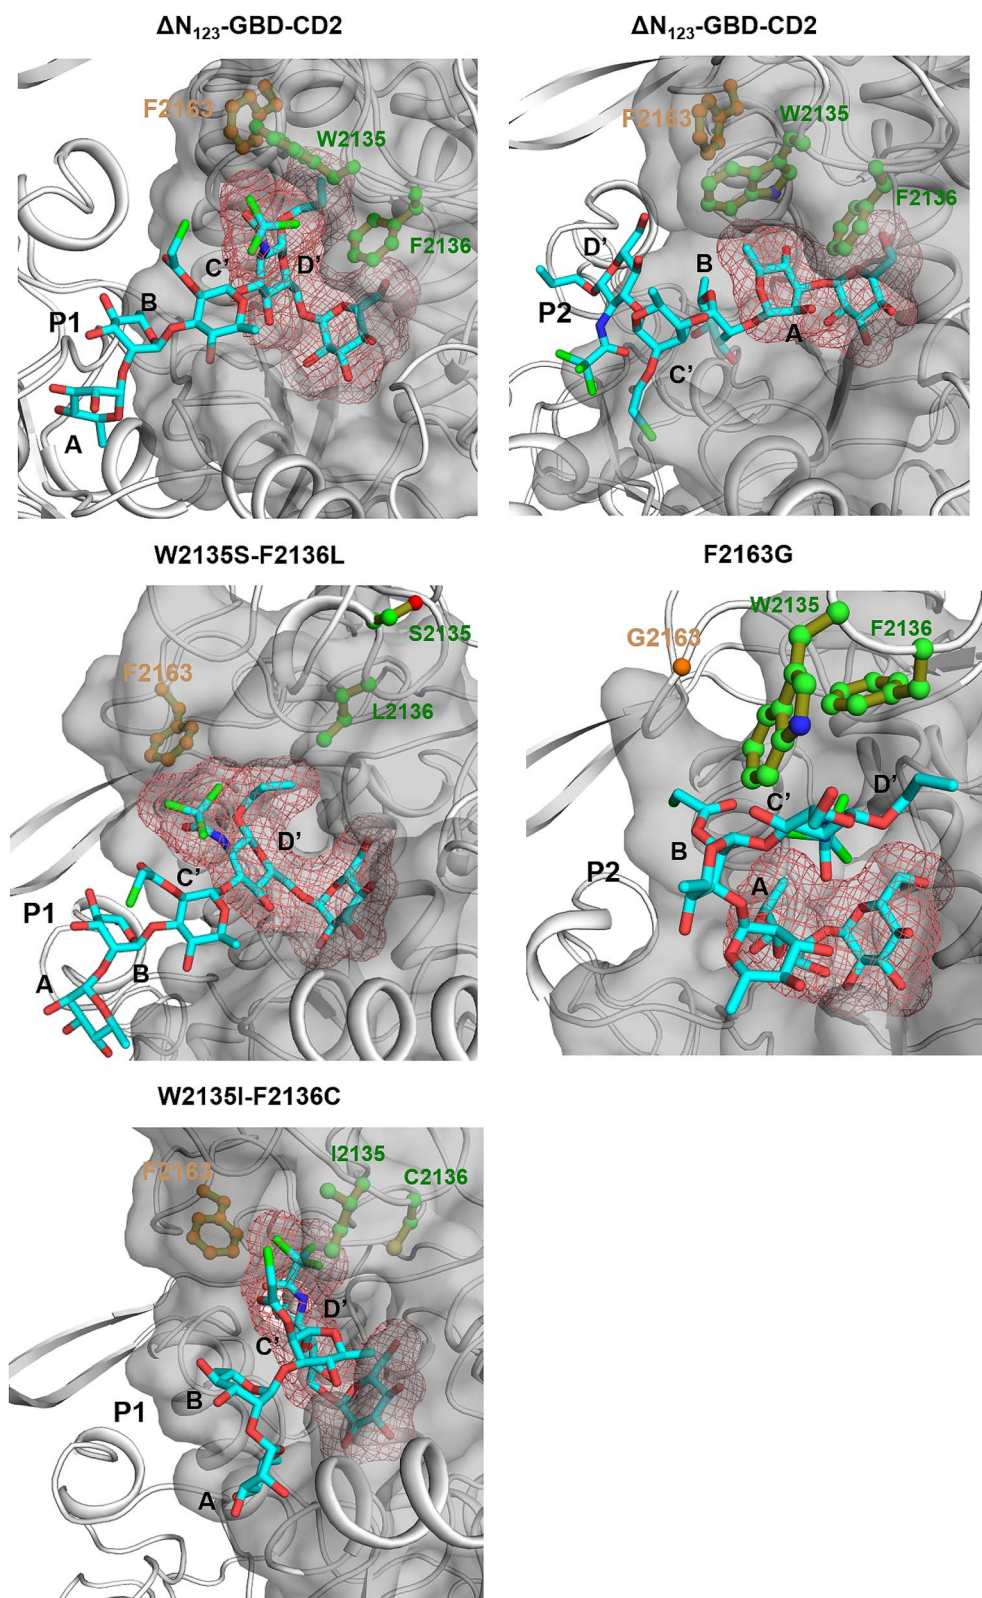 ΔN₁₂₃-GBD-CD2
ΔN₁₂₃-GBD-CD2
F2163
W2135
F2136
C’
D’
B
P1
A
F2163
W2135
F2136
D’
B
P2
A
C’
W2135S-F2136L
F2163G
S2135
F2163
L2136
D’
C’
P1
B
A
W2135
F2136
G2163
D’
C’
B
P2
A
W2135I-F2136C
I2135
F2163
C2136
D’
C’
B
P1
A